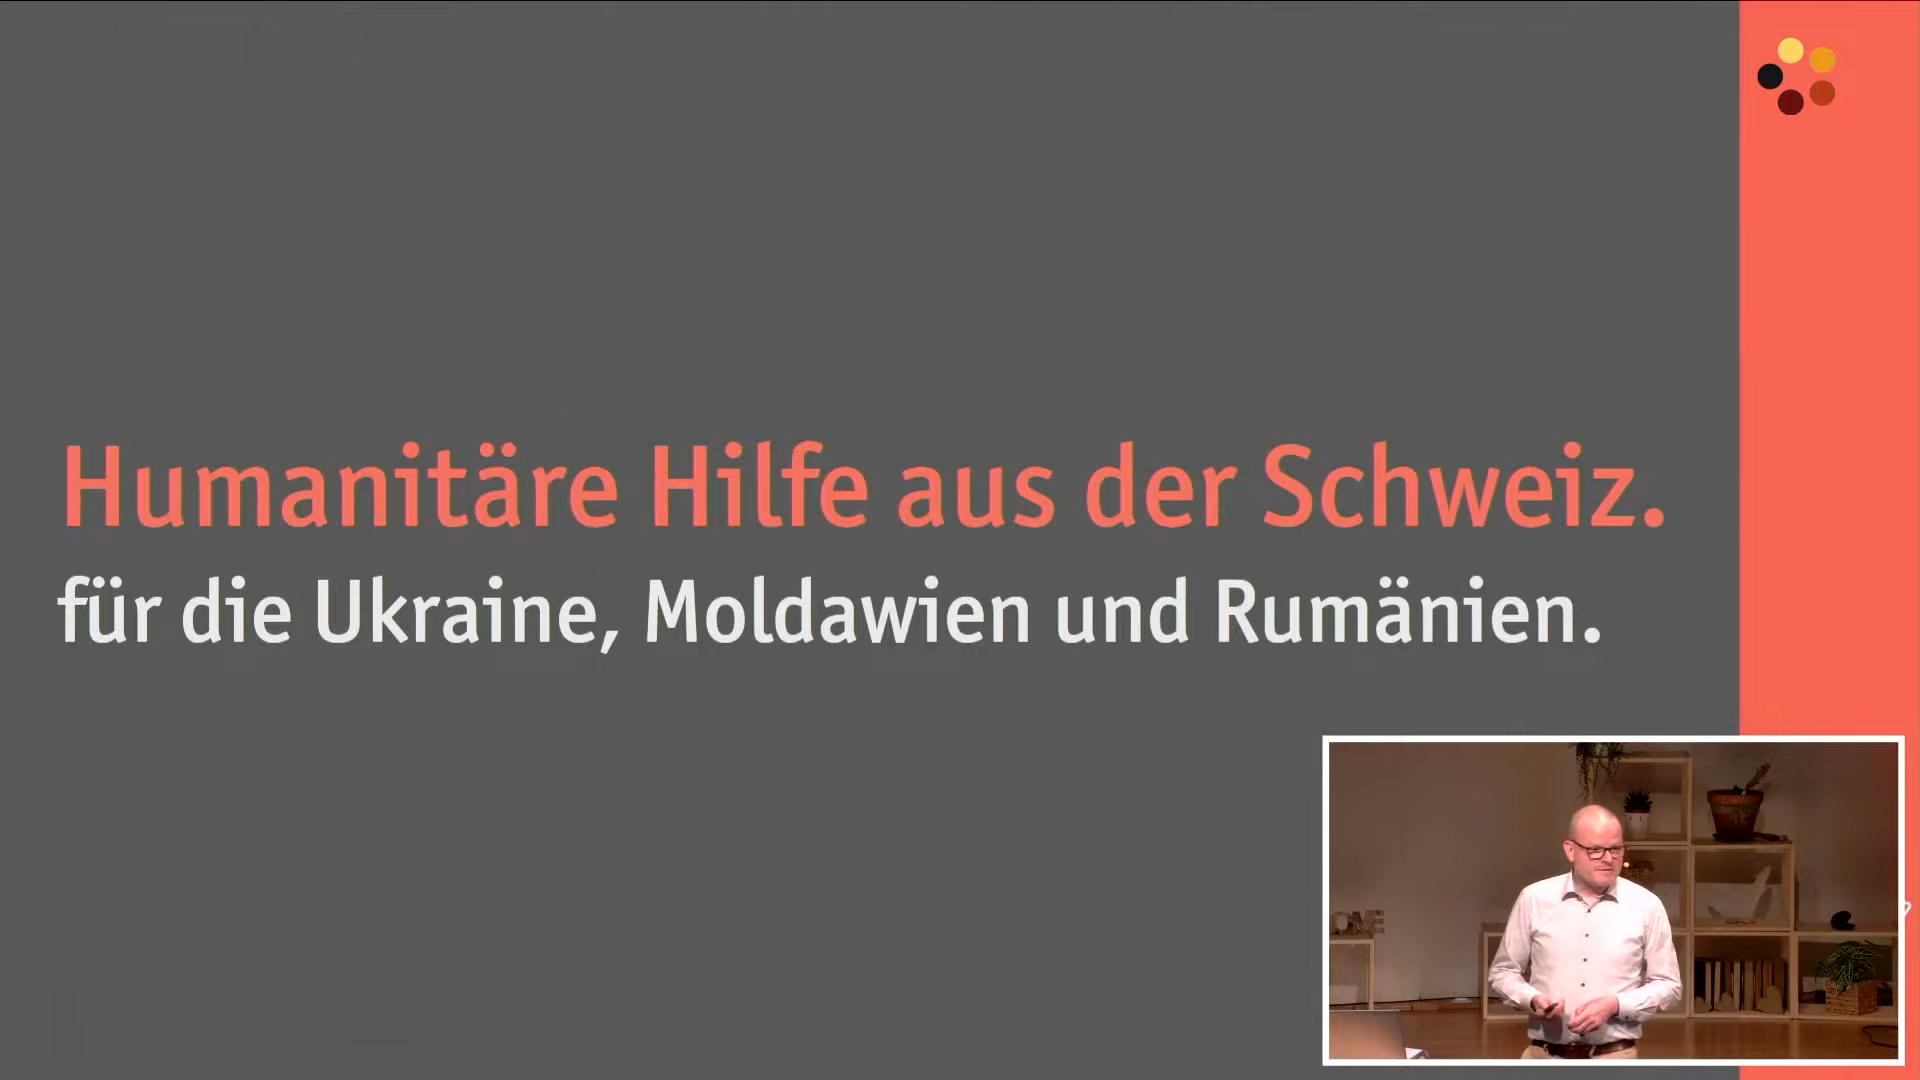 Humanitäre Hilfe aus der Schweiz.
für die Ukraine, Moldawien und Rumänien.